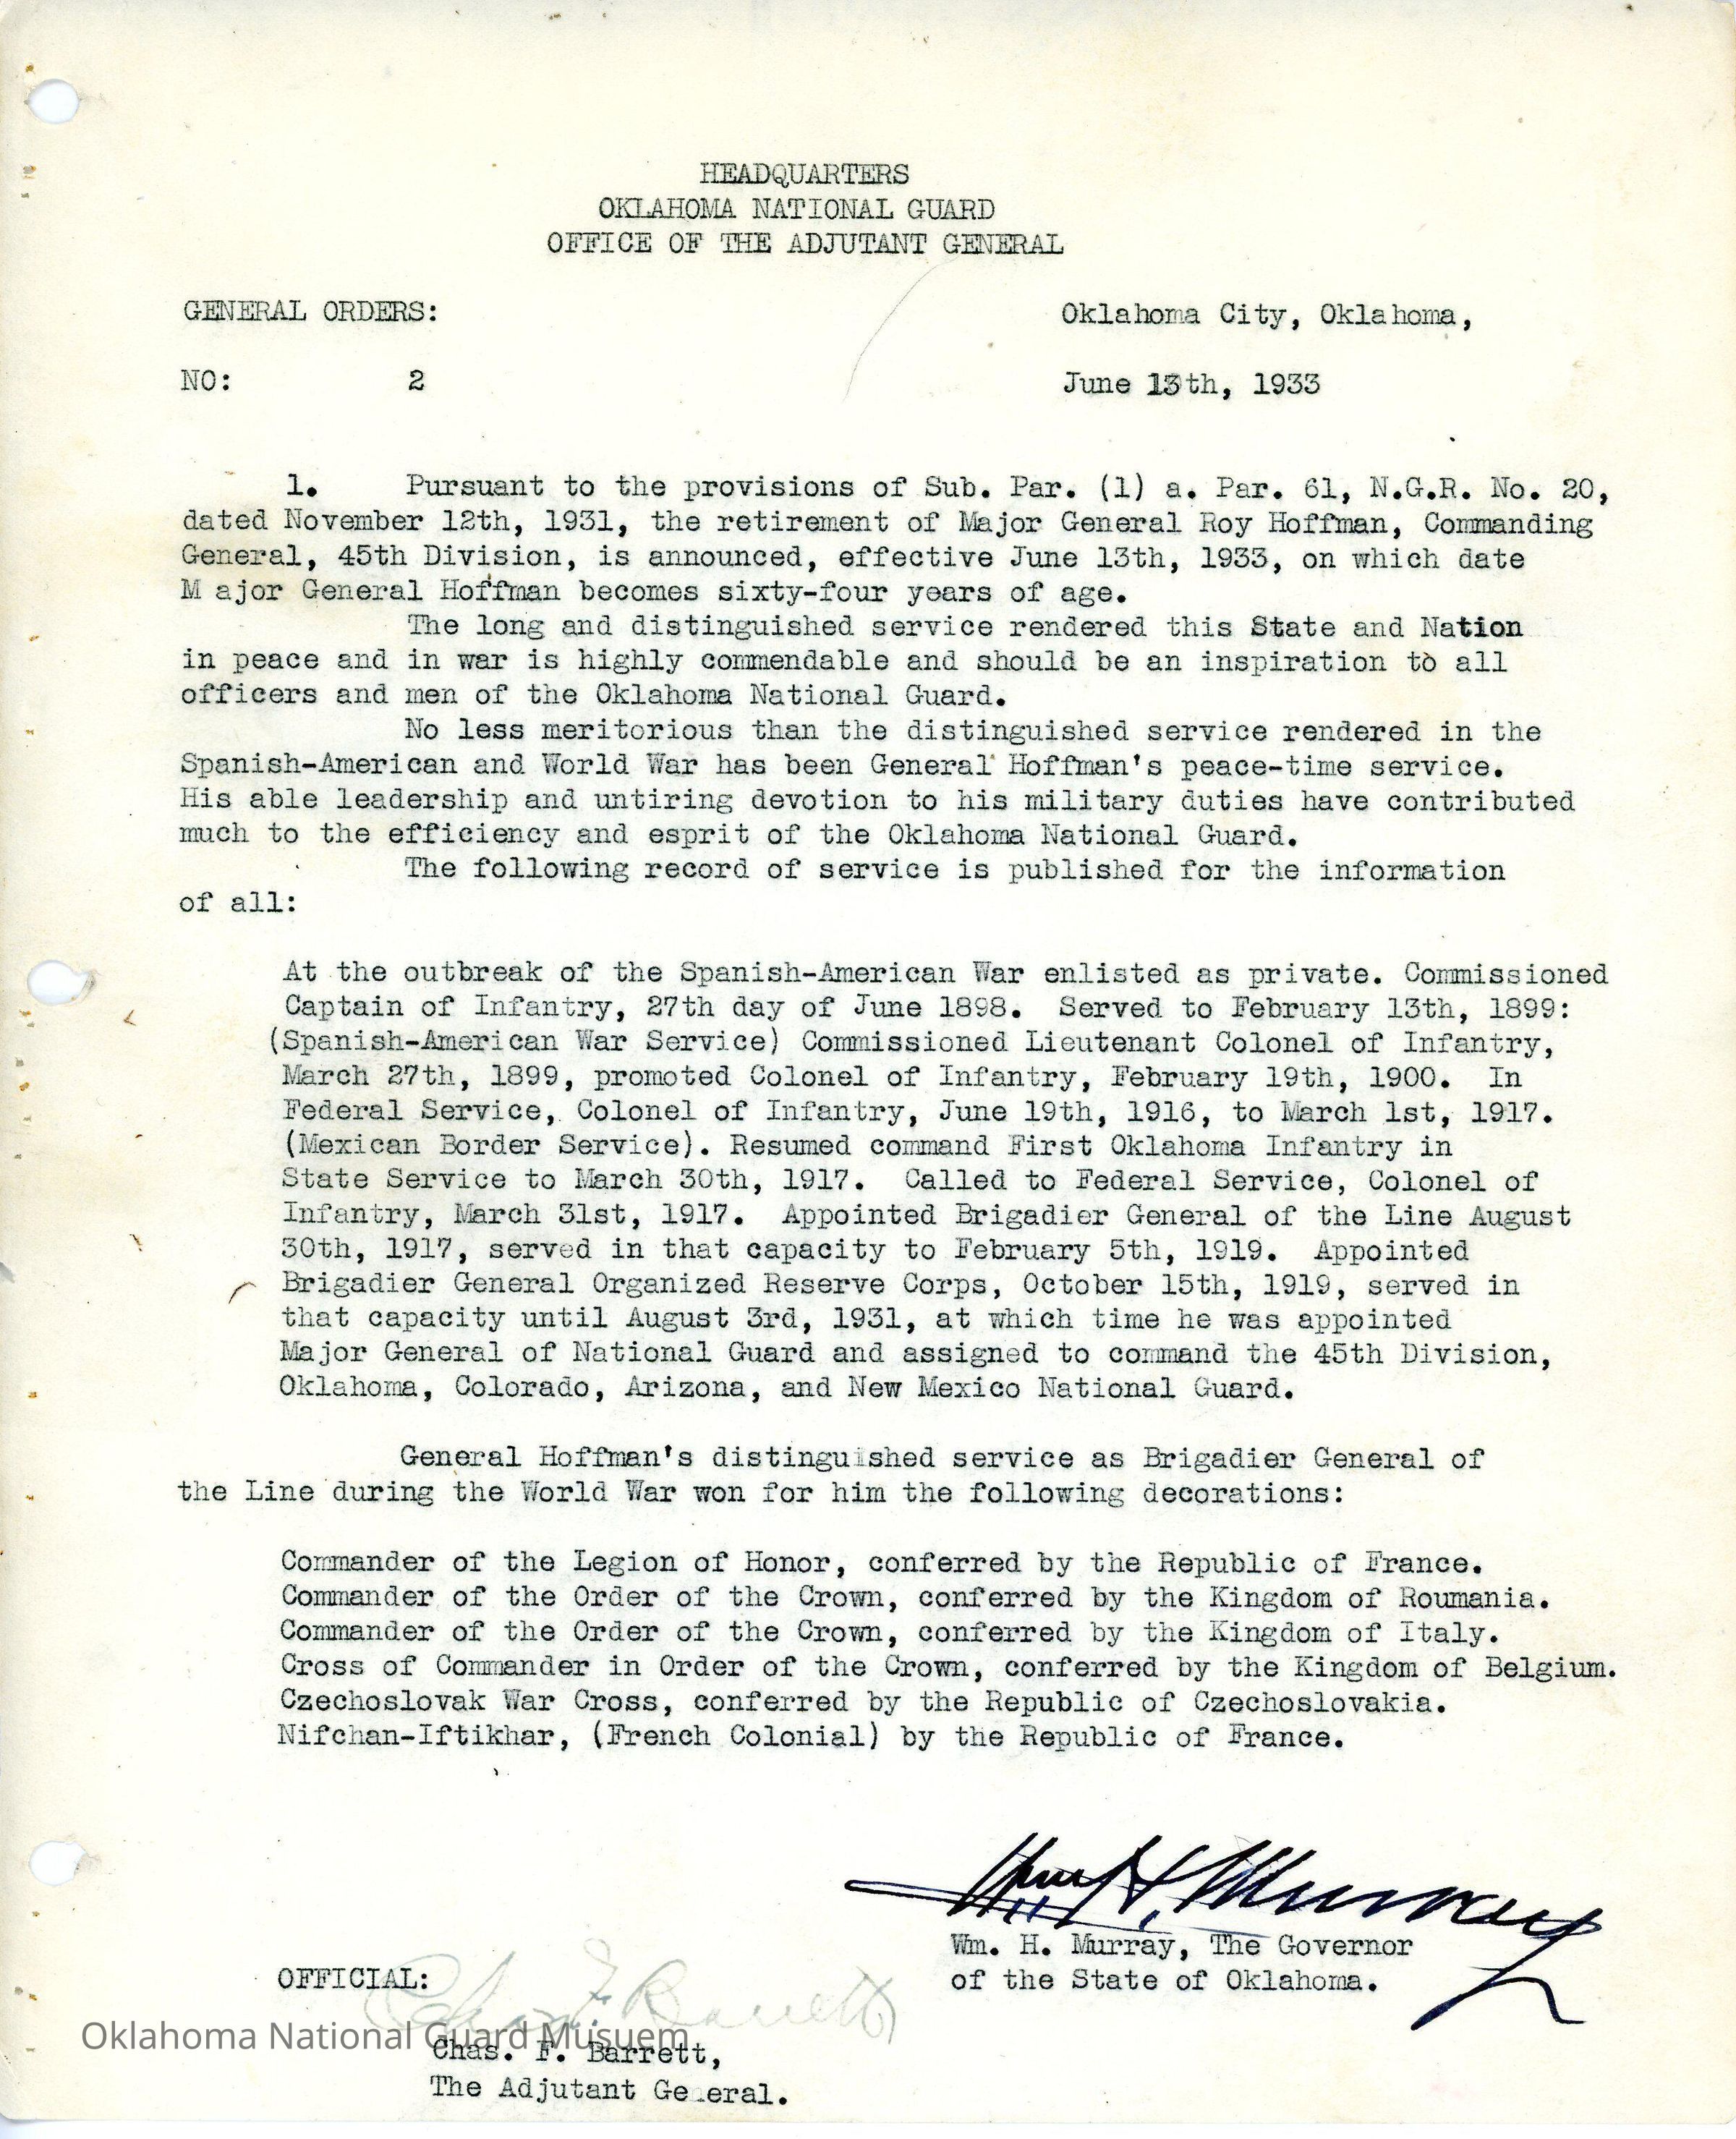 HEADQUARTERS
OKLAHOMA NATIONAL GUARD
OFFICE OF THE ADJUTANT GENERAL
GENERAL ORDERS: Oklahoma City, Oklahoma,
NO: 2 June 13th, 1933
1. Pursuant to the provisions of Sub. Par. (1) a. Par. 61, N.G.R. No. 20,
dated November 12th, 1931, the retirement of Major General Roy Hoffman, Commanding
General, 45th Division, is announced, effective June 13th, 1933, on which date
M ajor General Hoffman becomes sixty-four years of age.
The long and distinguished service rendered this State and Nation
in peace and in war is highly commendable and should be an inspiration to all
officers and men of the Oklahoma National Guard.
No less meritorious than the distinguished service rendered in the
Spanish-American and World War has been General Hoffman's peace-time service.
His able leadership and untiring devotion to his military duties have contributed
much to the efficiency and esprit of the Oklahoma National Guard.
The following record of service is published for the information
of all:
At the outbreak of the Spanish-American War enlisted as private. Commissioned
Captain of Infantry, 27th day of June 1898. Served to February 13th, 1899:
(Spanish-American War Service) Commissioned Lieutenant Colonel of Infantry,
March 27th, 1899, promoted Colonel of Infantry, February 19th, 1900. In
Federal Service, Colonel of Infantry, June 19th, 1916, to March 1st, 1917.
(Mexican Border Service). Resumed command First Oklahoma Infantry in
State Service to March 30th, 1917. Called to Federal Service, Colonel of
Infantry, March 31st, 1917. Appointed Brigadier General of the Line August
30th, 1917, served in that capacity to February 5th, 1919. Appointed
Brigadier General Organized Reserve Corps, October 15th, 1919, served in
that capacity until August 3rd, 1931, at which time he was appointed
Major General of National Guard and assigned to command the 45th Division,
Oklahoma, Colorado, Arizona, and New Mexico National Guard.
General Hoffman's distinguished service as Brigadier General of
the Line during the World War won for him the following decorations:
Commander of the Legion of Honor, conferred by the Republic of France.
Commander of the Order of the Crown, conferred by the Kingdom of Roumania.
Commander of the Order of the Crown, conferred by the Kingdom of Italy.
Cross of Commander in Order of the Crown, conferred by the Kingdom of Belgium.
Czechoslovak War Cross, conferred by the Republic of Czechoslovakia.
Nifchan-Iftikhar, (French Colonial) by the Republic of France.
Wm. H. Murray
Wm. H. Murray, The Governor
of the State of Oklahoma.
OFFICIAL:
Chas. F. Barrett
Oklahoma National Guard Musuem
Chas. F. Barrett,
The Adjutant General.